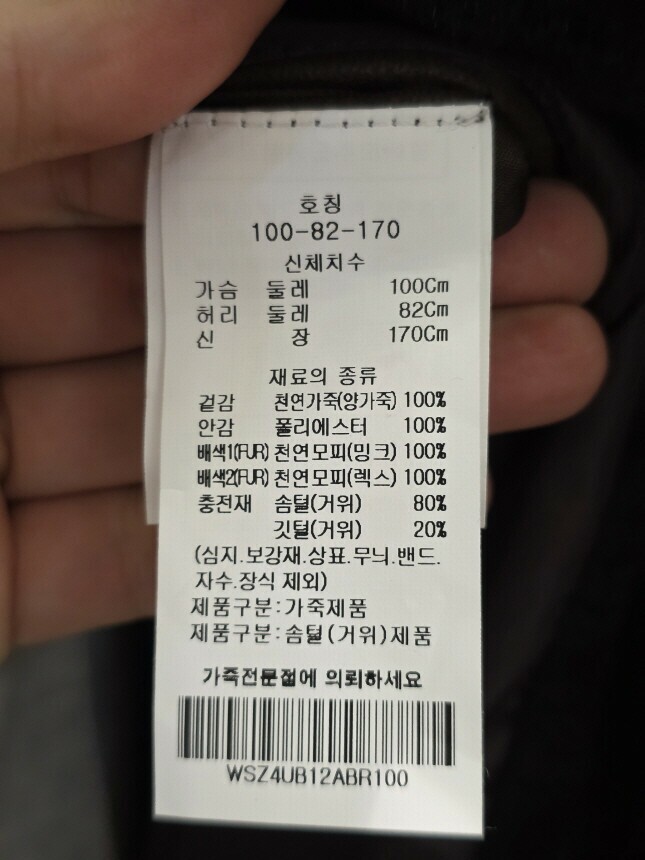 호칭
100-82-170
신체치수
가슴 둘레 100Cm
허리 둘레 82Cm
신 장 170Cm
재료의 종류
겉감 천연가죽(양가죽) 100%
안감 폴리에스터 100%
배색1(FUR) 천연모피(밍크) 100%
배색2(FUR) 천연모피(렉스) 100%
충전재 솜털(거위) 80%
깃털(거위) 20%
(심지.보강재.상표.무늬.밴드.
자수.장식 제외)
제품구분:가죽제품
제품구분:솜털(거위)제품
가죽전문점에 의뢰하세요
WSZ4UB12ABR100